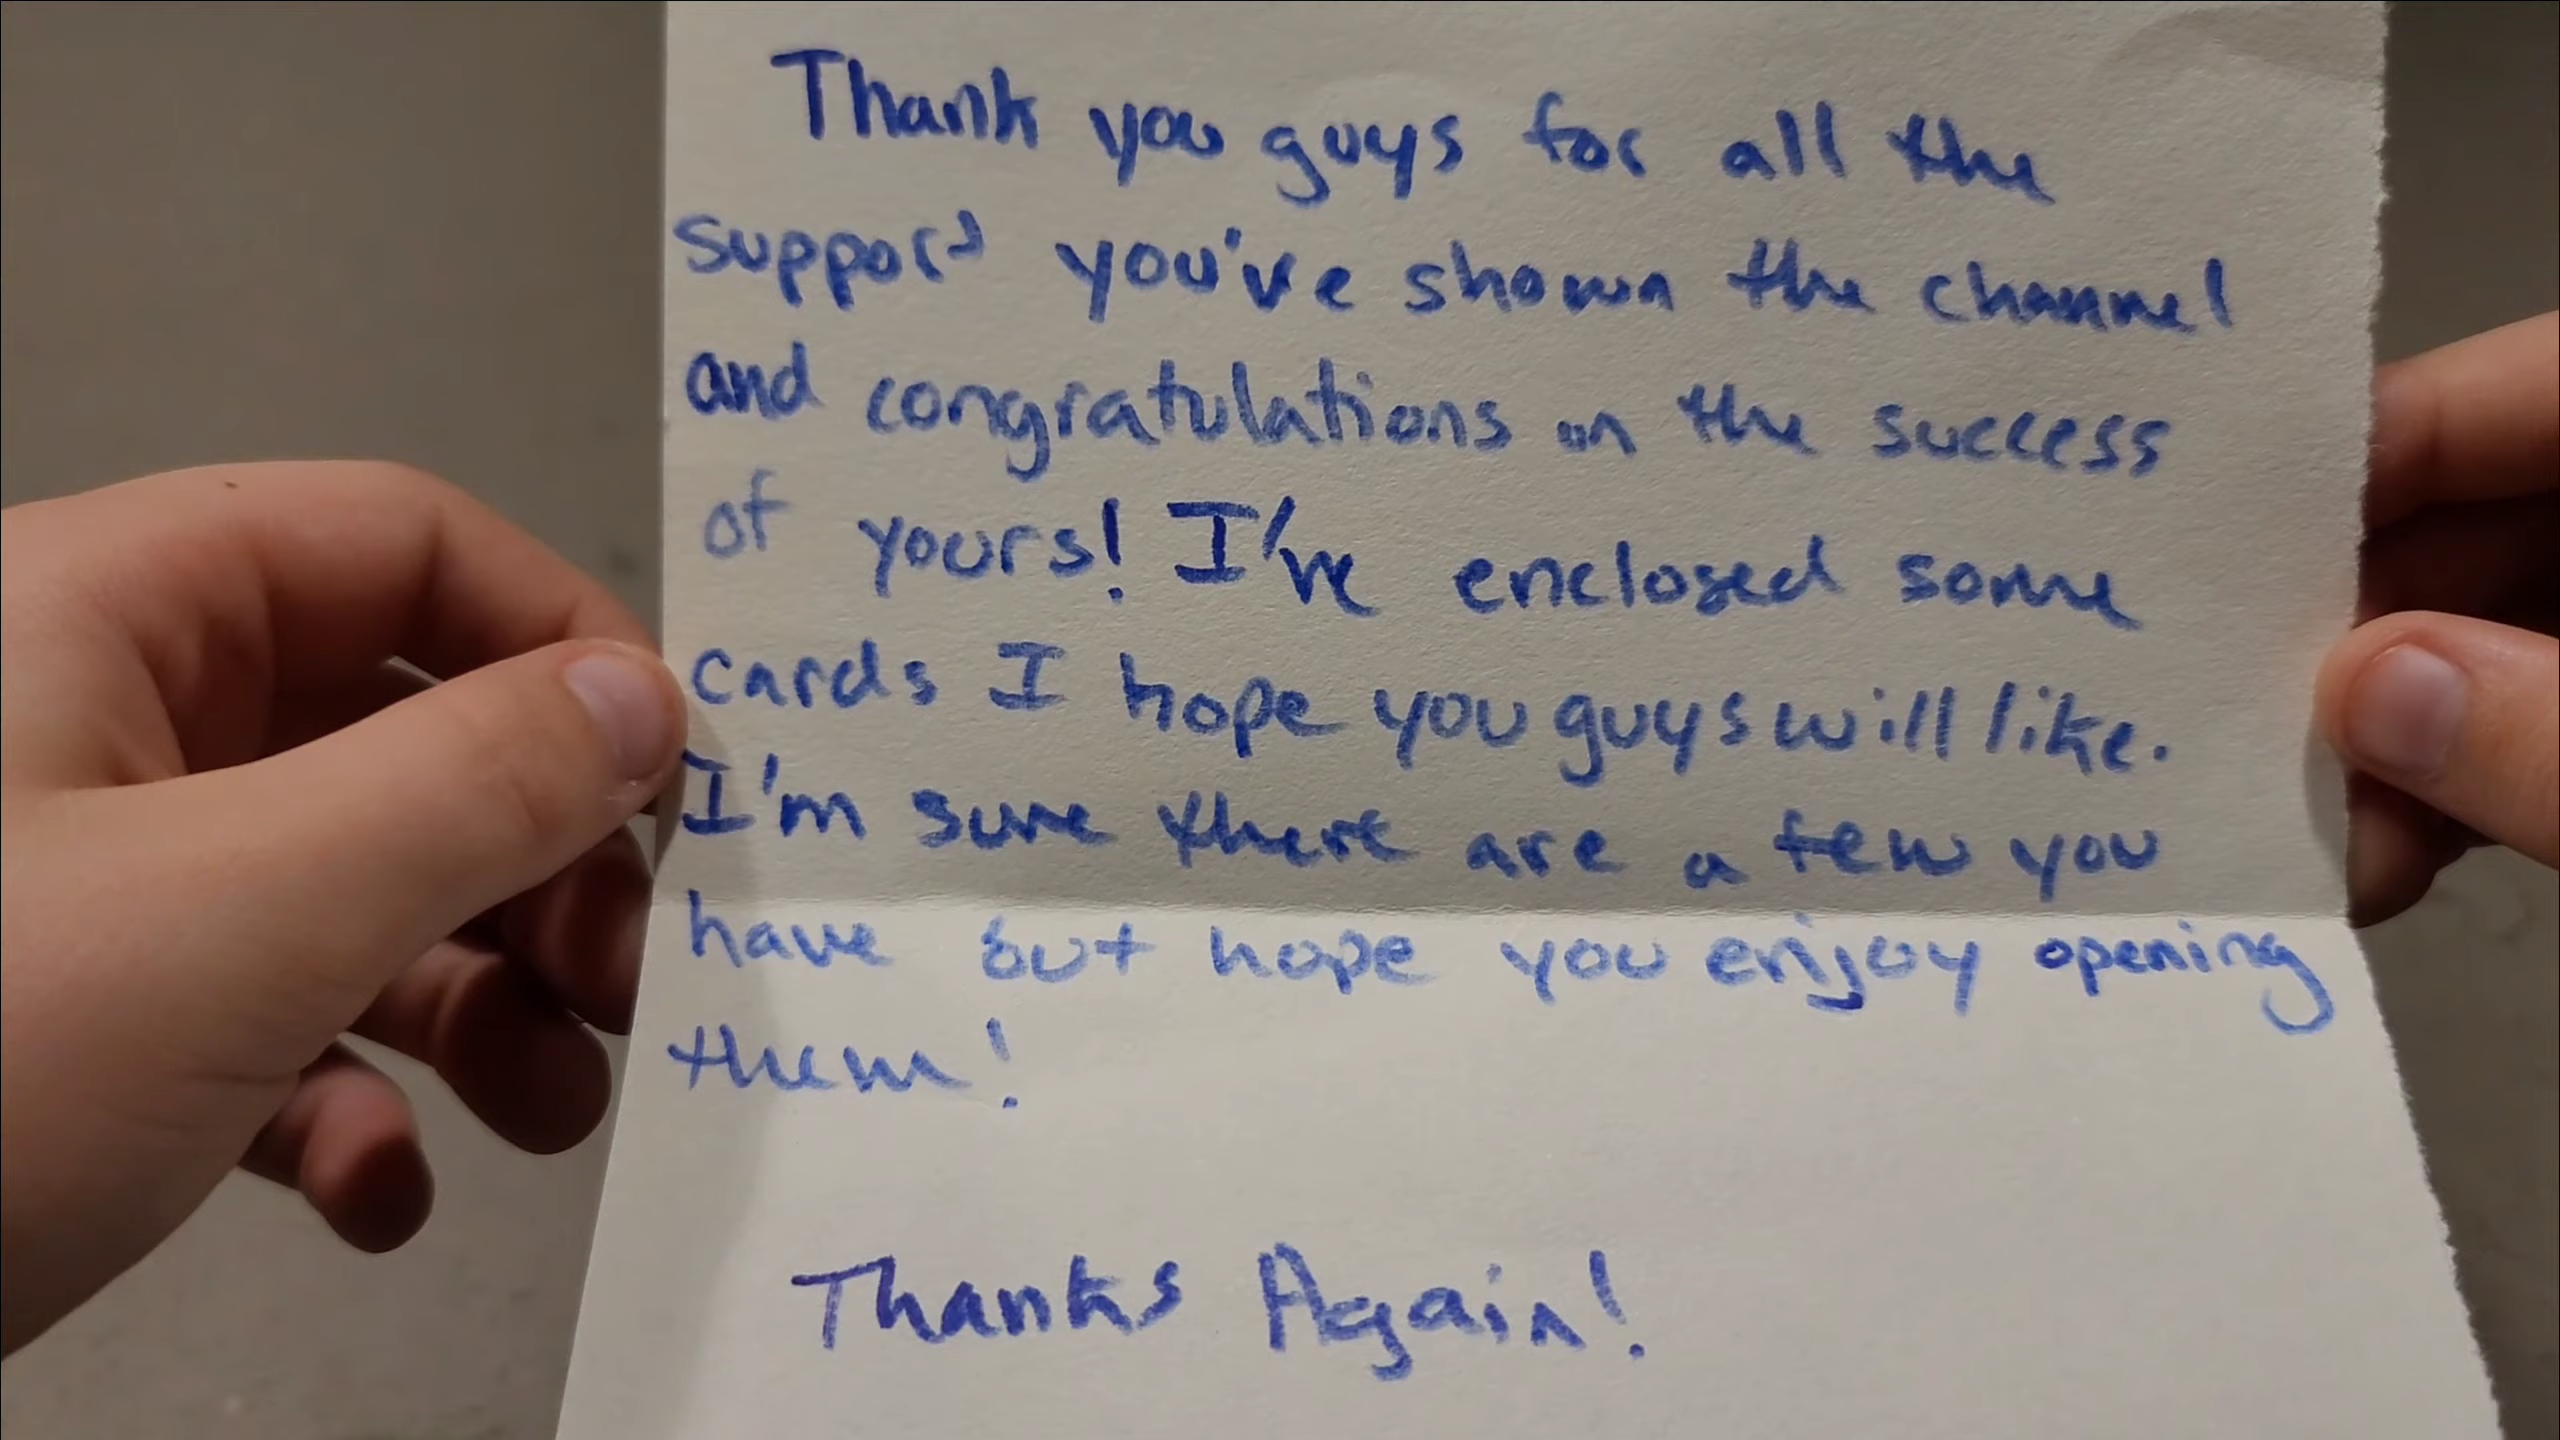 Thank you guys for all the
support you've shown the channel
and congratulations on the success
of yours! I've enclosed some
cards I hope you guys will like.
I'm sure there are a few you
have but hope you enjoy opening
them!
Thanks Again!